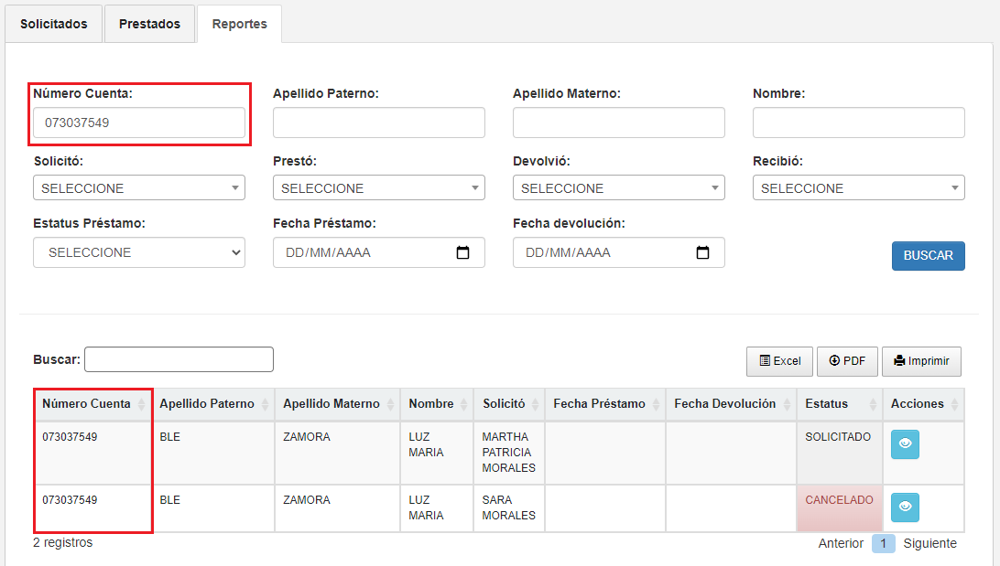 Solicitados Prestados Reportes
Número Cuenta: Apellido Paterno: Apellido Materno: Nombre:
073037549
Solicitó: Prestó: Devolvió: Recibió:
SELECCIONE SELECCIONE SELECCIONE SELECCIONE
Estatus Préstamo: Fecha Préstamo: Fecha devolución:
SELECCIONE DD/MM/AAAA DD/MM/AAAA BUSCAR
Buscar: Excel PDF Imprimir
Número Cuenta Apellido Paterno Apellido Materno Nombre Solicitó Fecha Préstamo Fecha Devolución Estatus Acciones
073037549 BLE ZAMORA LUZ MARTHA SOLICITADO
MARIA PATRICIA
MORALES
073037549 BLE ZAMORA LUZ SARA CANCELADO
MARIA MORALES
2 registros Anterior 1 Siguiente